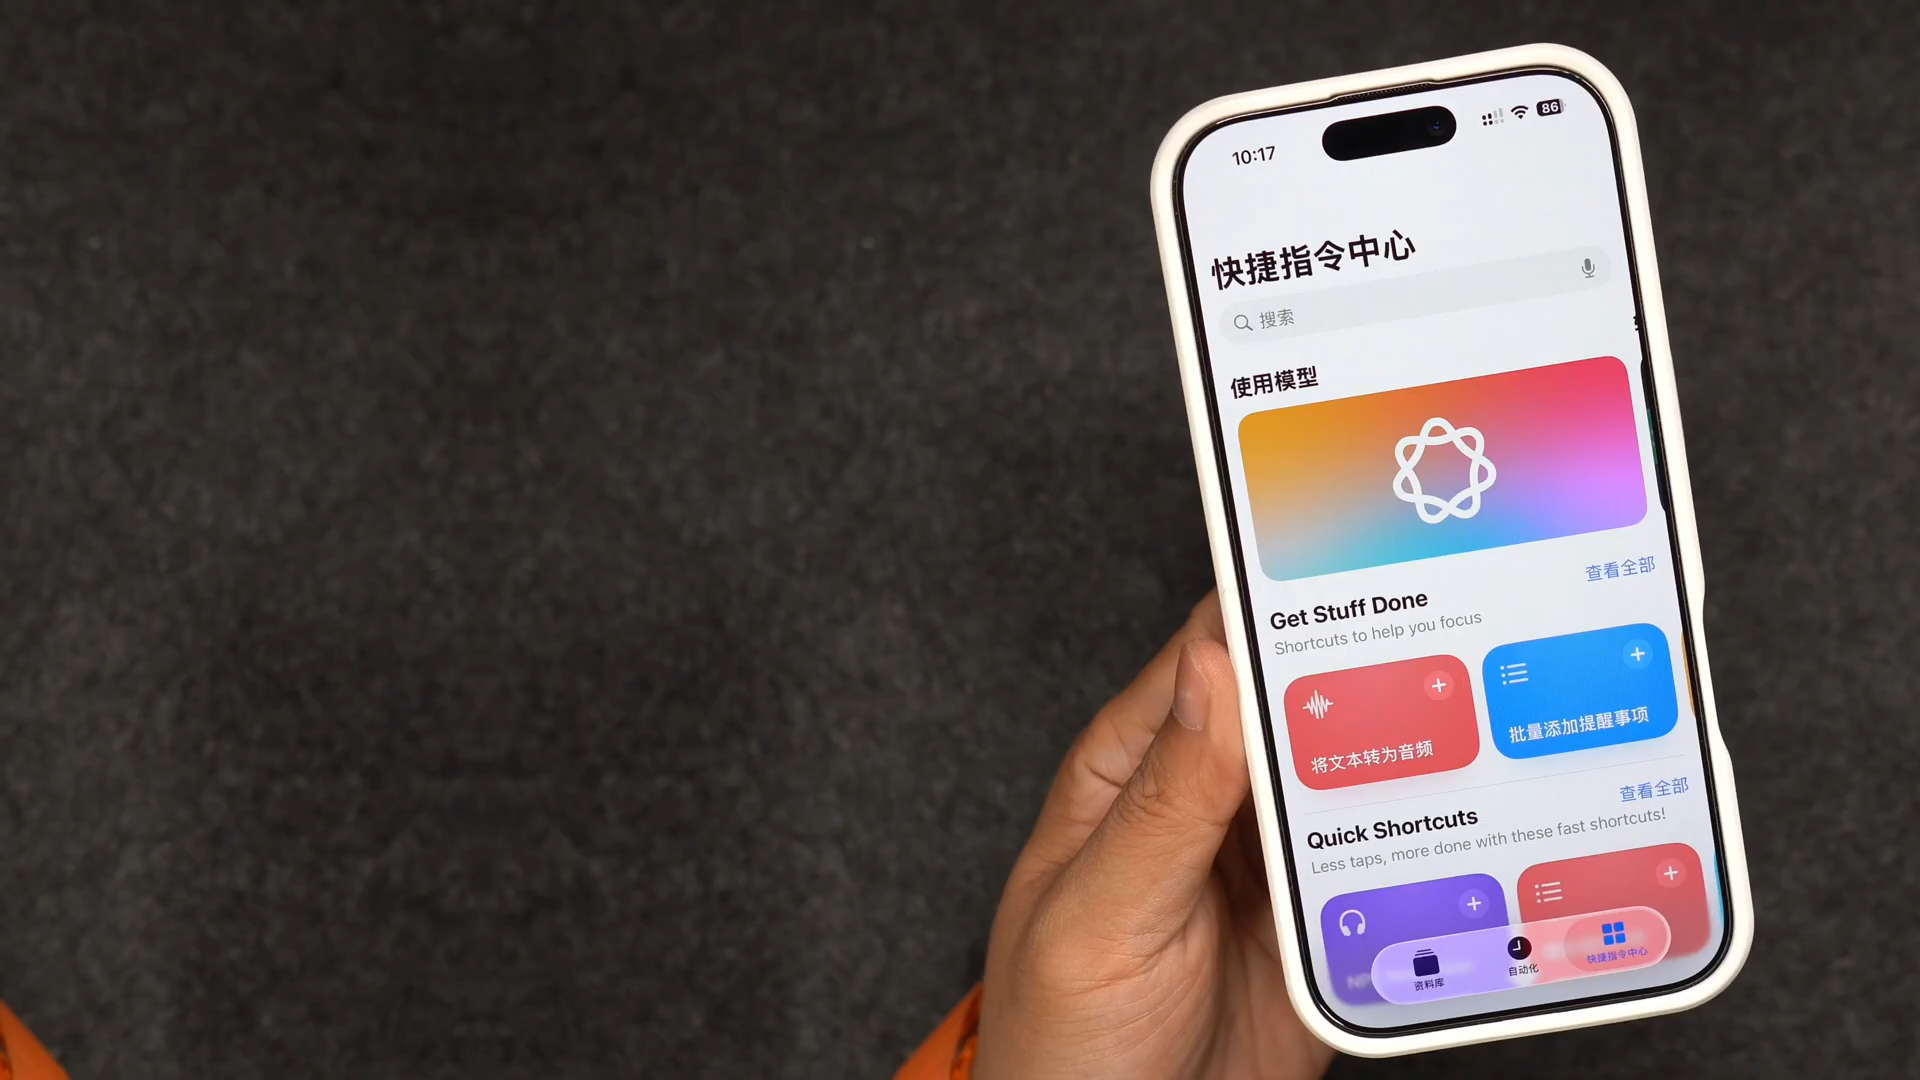 10:17
86
快捷指令中心
搜索
使用模型
查看全部
Get Stuff Done
Shortcuts to help you focus
将文本转为音频
批量添加提醒事项
查看全部
Quick Shortcuts
Less taps, more done with these fast shortcuts!
资料库
自动化
快捷指令中心